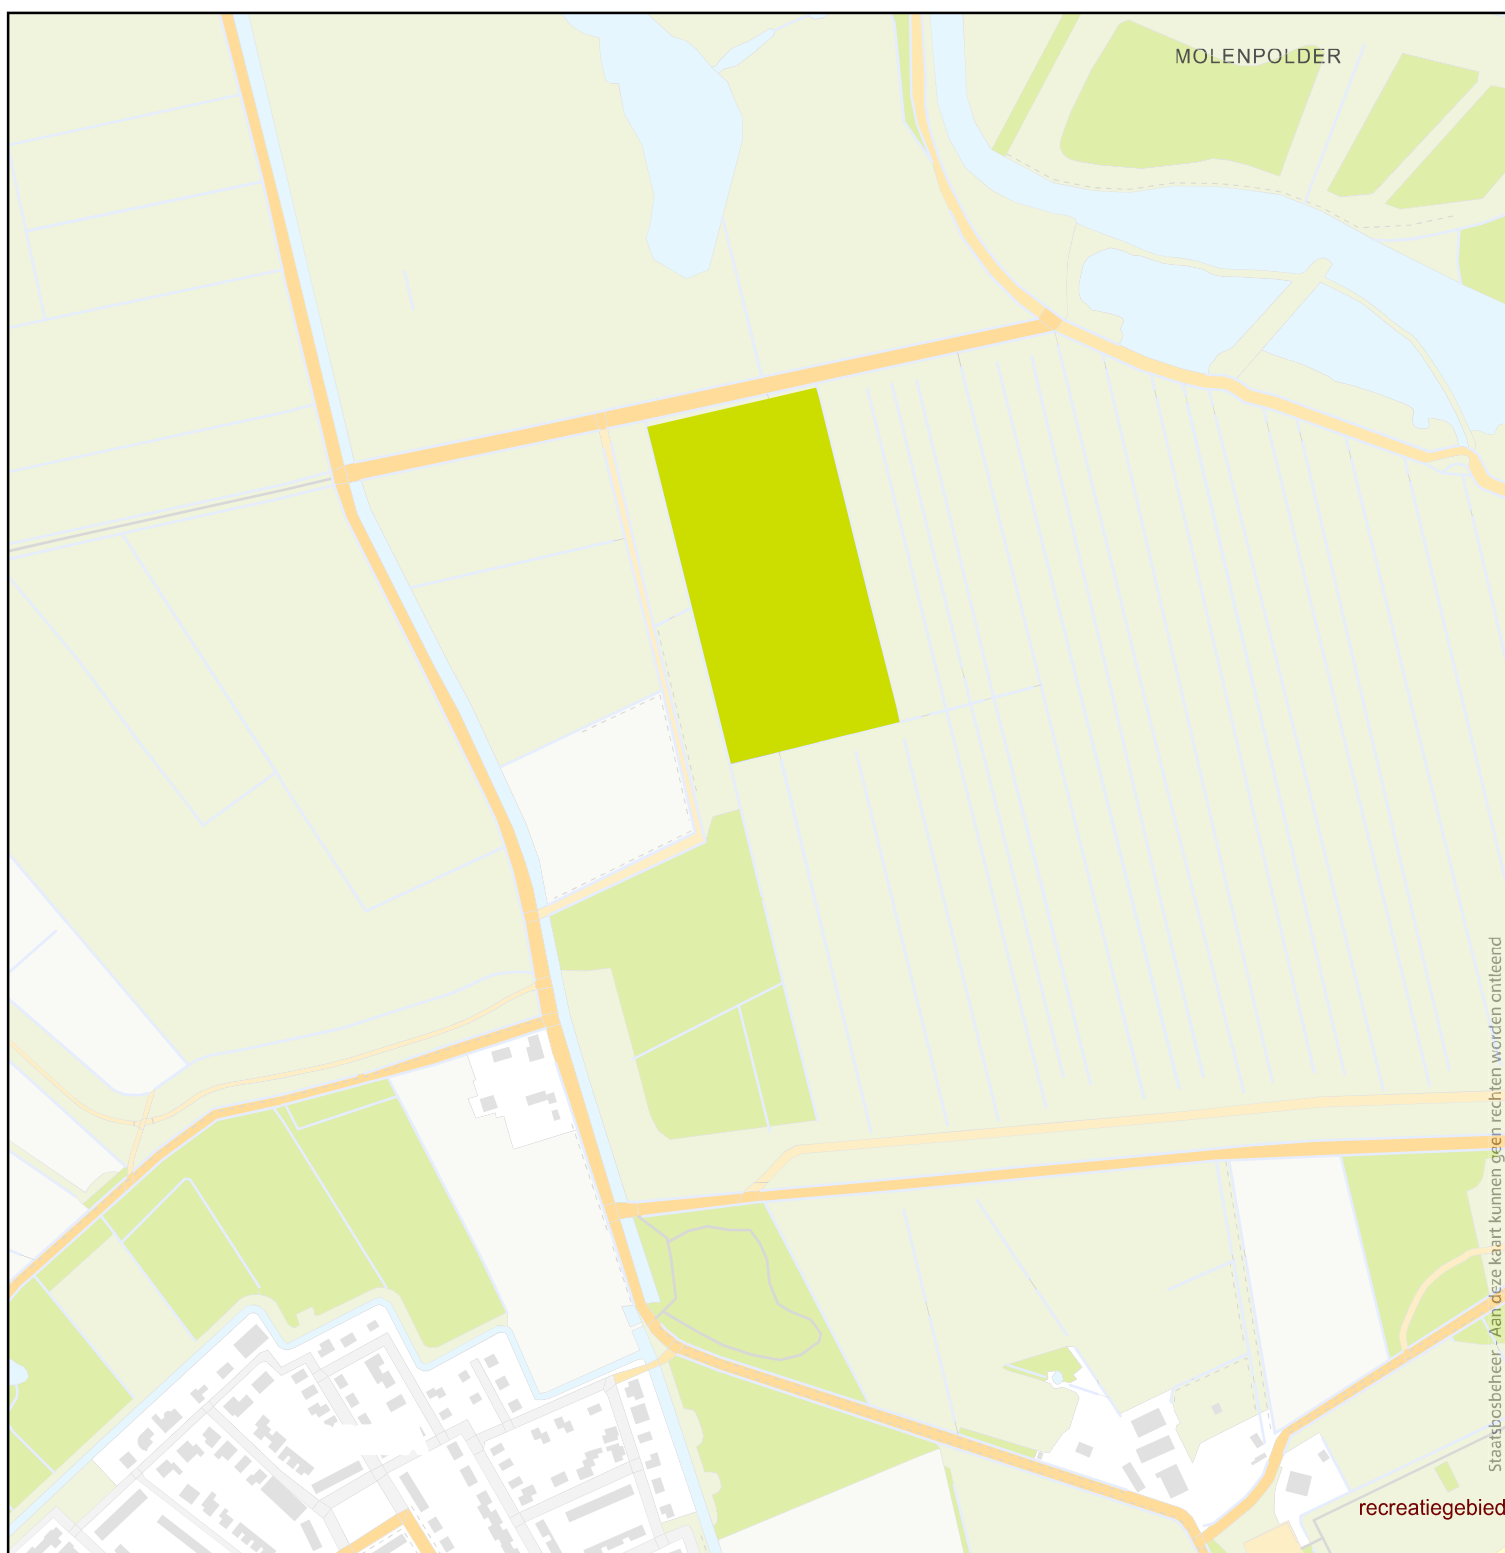 MOLENPOLDER
Staatsbosbeheer - Aan deze kaart kunnen geen rechten worden ontleend
recreatiegebied